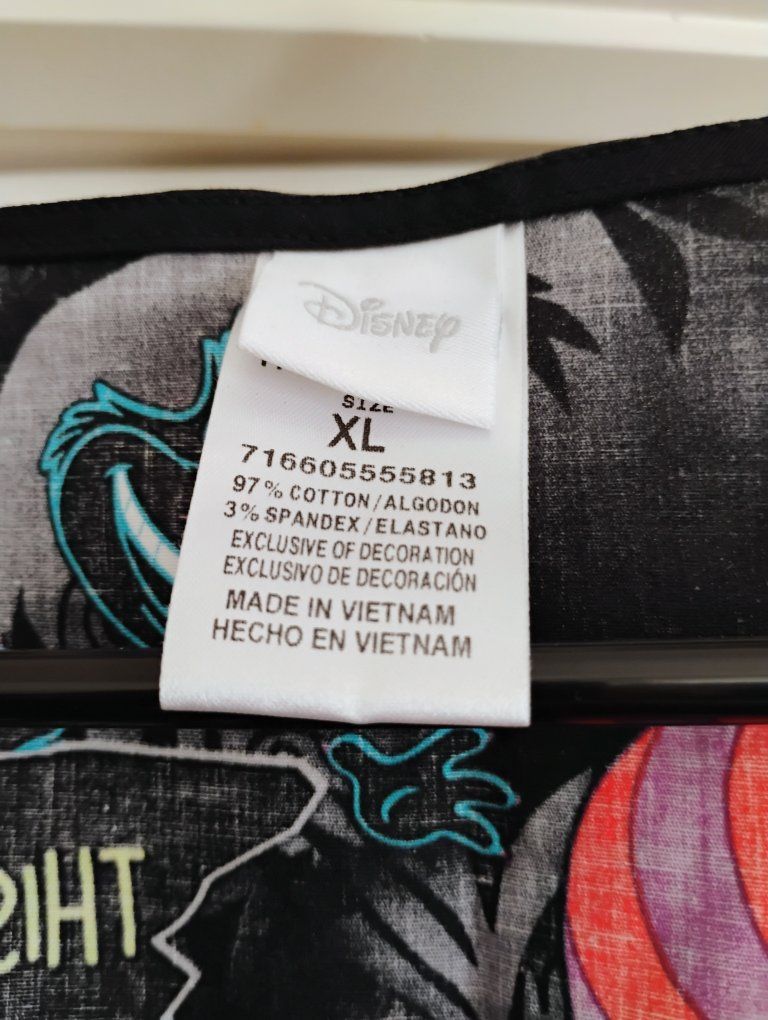 Disney
SIZE
XL
716605555813
97% COTTON/ALGODON
3% SPANDEX/ELASTANO
EXCLUSIVE OF DECORATION
EXCLUSIVO DE DECORACIÓN
MADE IN VIETNAM
HECHO EN VIETNAM
THIS